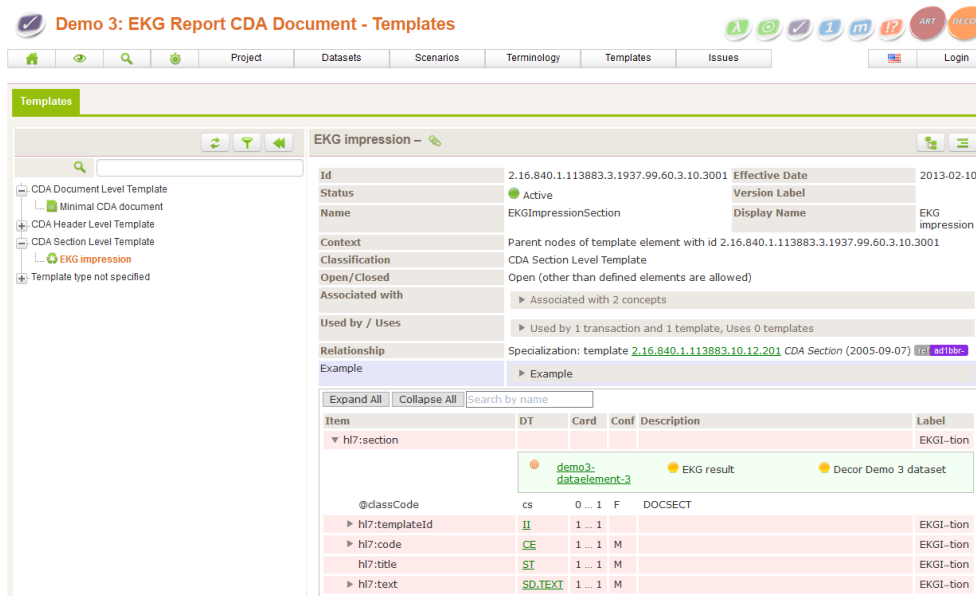 Demo 3: EKG Report CDA Document - Templates
λ @ 1 m !? ART DECO
Project Datasets Scenarios Terminology Templates Issues Login
Templates
EKG impression –
Id 2.16.840.1.113883.3.1937.99.60.3.10.3001 Effective Date 2013-02-10
CDA Document Level Template
Status Active Version Label
Minimal CDA document
Name EKGImpressionSection Display Name EKG impression
CDA Header Level Template
CDA Section Level Template
Context Parent nodes of template element with id 2.16.840.1.113883.3.1937.99.60.3.10.3001
EKG impression
Classification CDA Section Level Template
Template type not specified
Open/Closed Open (other than defined elements are allowed)
Associated with Associated with 2 concepts
Used by / Uses Used by 1 transaction and 1 template, Uses 0 templates
Relationship Specialization: template 2.16.840.1.113883.10.12.201 CDA Section (2005-09-07) ref ad1bbr-
Example Example
Expand All Collapse All Search by name
Item DT Card Conf Description Label
hl7:section EKGI-tion
demo3-dataelement-3 EKG result Decor Demo 3 dataset
@classCode cs 0 ... 1 F DOCSECT
hl7:templateId II 1 ... 1 EKGI-tion
hl7:code CE 1 ... 1 M EKGI-tion
hl7:title ST 1 ... 1 M EKGI-tion
hl7:text SD.TEXT 1 ... 1 M EKGI-tion